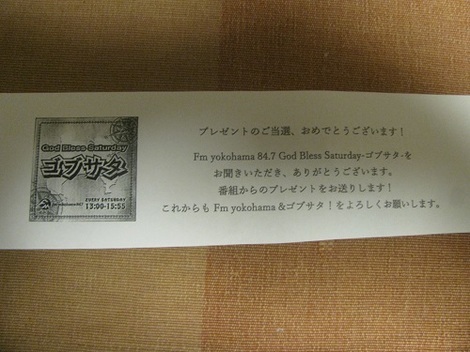 God Bless Saturday
ゴブサタ
EVERY SATURDAY
13:00-15:55
プレゼントのご当選、おめでとうございます!
Fm yokohama 84.7 God Bless Saturday-ゴブサタ-を
お聞きいただき、ありがとうございます。
番組からのプレゼントをお送りします!
これからも Fm yokohama &ゴブサタ!をよろしくお願いします。